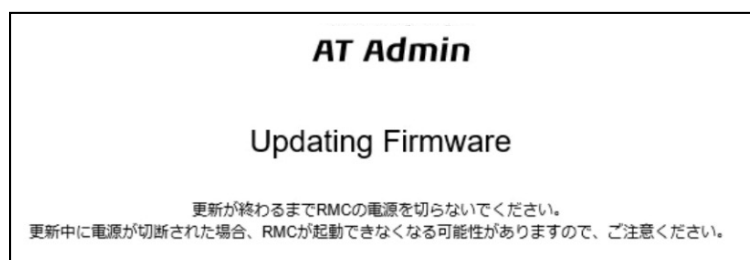 AT Admin
Updating Firmware
更新が終わるまでRMCの電源を切らないでください。
更新中に電源が切断された場合、RMCが起動できなくなる可能性がありますので、ご注意ください。